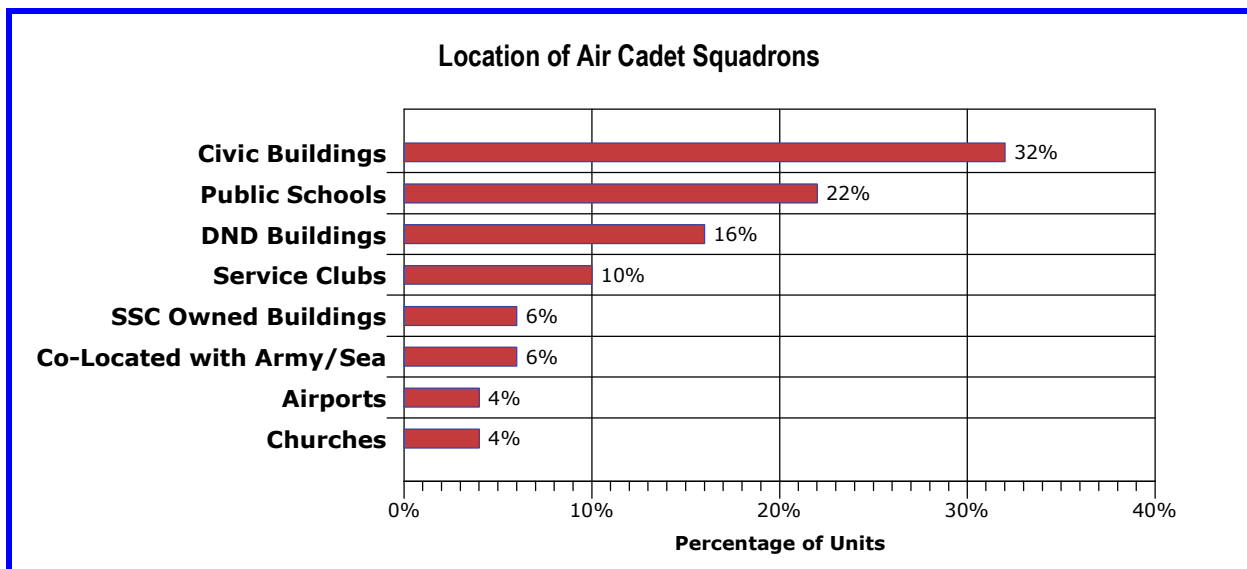 Location of Air Cadet Squadrons
Civic Buildings 32%
Public Schools 22%
DND Buildings 16%
Service Clubs 10%
SSC Owned Buildings 6%
Co-Located with Army/Sea 6%
Airports 4%
Churches 4%
0% 10% 20% 30% 40%
Percentage of Units